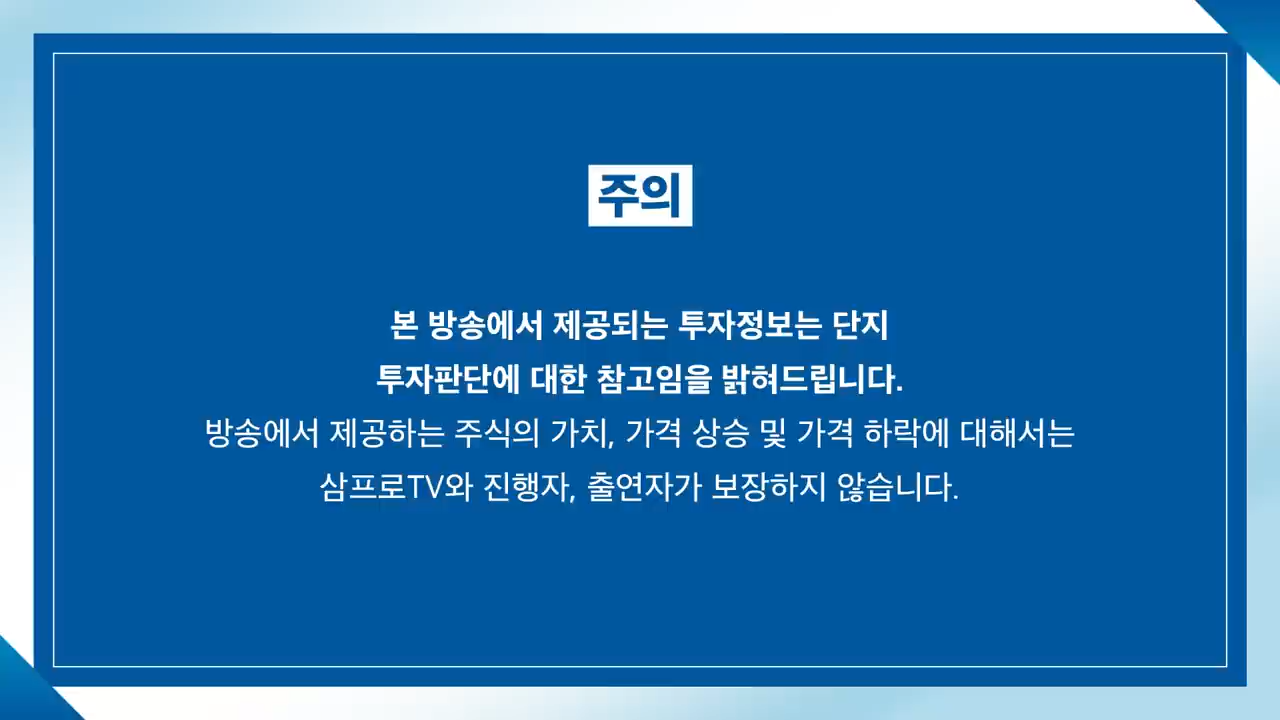 주의
본 방송에서 제공되는 투자정보는 단지
투자판단에 대한 참고임을 밝혀드립니다.
방송에서 제공하는 주식의 가치, 가격 상승 및 가격 하락에 대해서는
삼프로TV와 진행자, 출연자가 보장하지 않습니다.